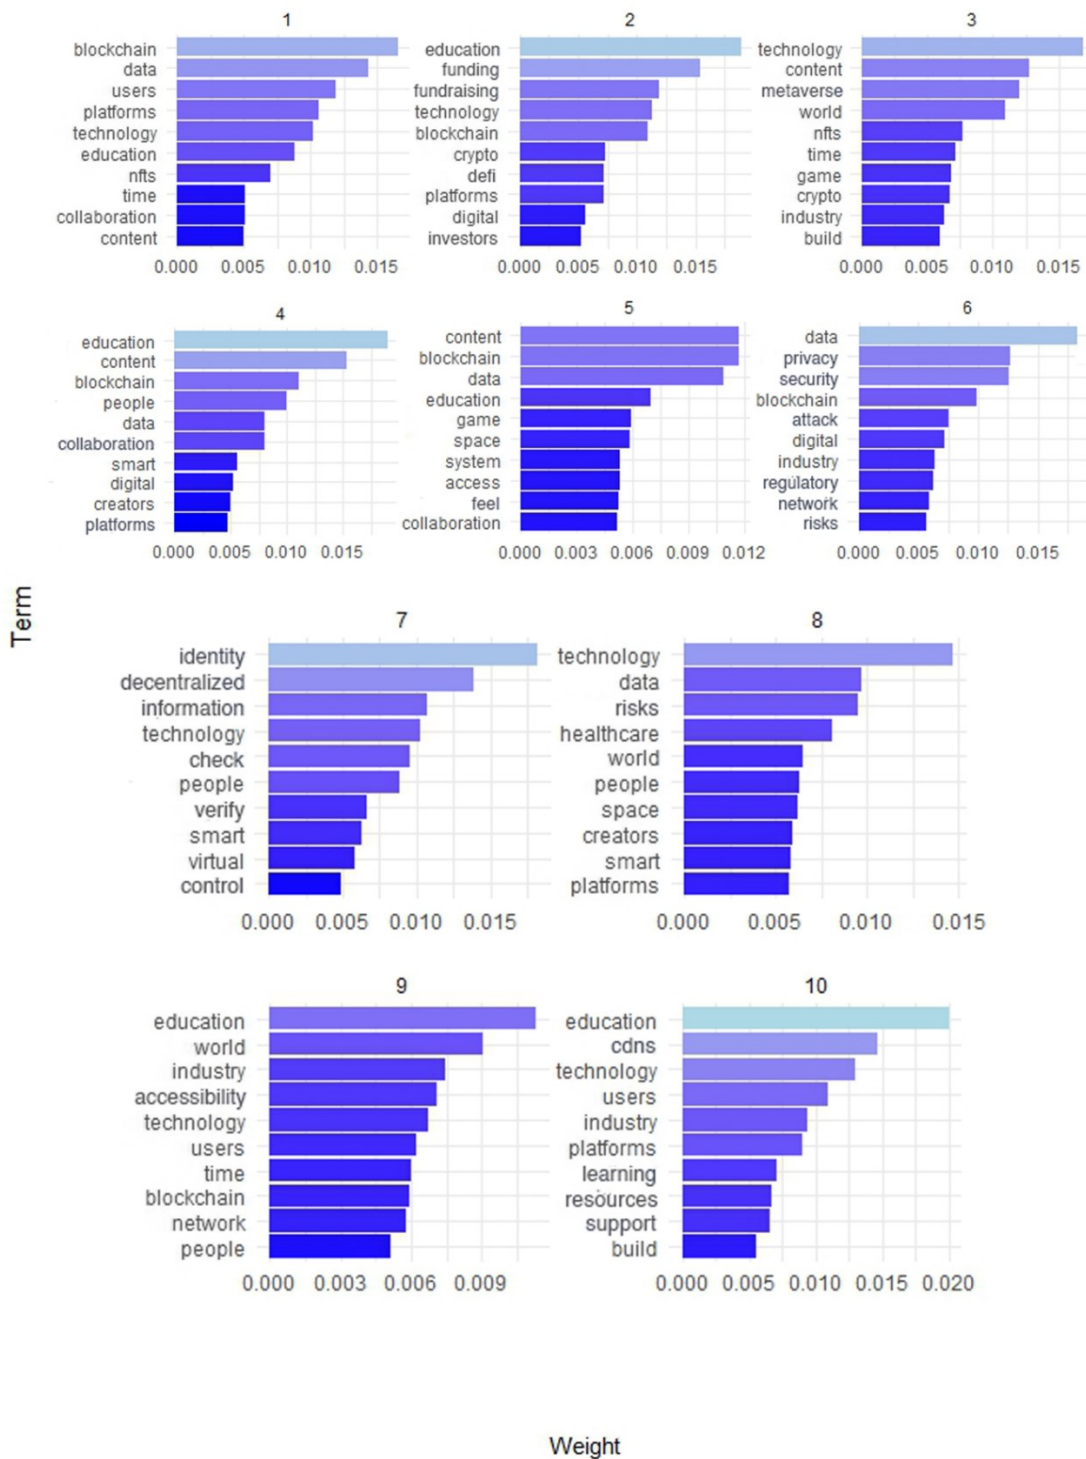 1
blockchain
data
users
platforms
technology
education
nfts
time
collaboration
content
0.000 0.005 0.010 0.015
2
education
funding
fundraising
technology
blockchain
crypto
defi
platforms
digital
investors
0.000 0.005 0.010 0.015
3
technology
content
metaverse
world
nfts
time
game
crypto
industry
build
0.000 0.005 0.010 0.015
4
education
content
blockchain
people
data
collaboration
smart
digital
creators
platforms
0.000 0.005 0.010 0.015
5
content
blockchain
data
education
game
space
system
access
feel
collaboration
0.000 0.003 0.006 0.009 0.012
6
data
privacy
security
blockchain
attack
digital
industry
regulatory
network
risks
0.000 0.005 0.010 0.015
Term
7
identity
decentralized
information
technology
check
people
verify
smart
virtual
control
0.000 0.005 0.010 0.015
8
technology
data
risks
healthcare
world
people
space
creators
smart
platforms
0.000 0.005 0.010 0.015
9
education
world
industry
accessibility
technology
users
time
blockchain
network
people
0.000 0.003 0.006 0.009
10
education
cdns
technology
users
industry
platforms
learning
resources
support
build
0.000 0.005 0.010 0.015 0.020
Weight